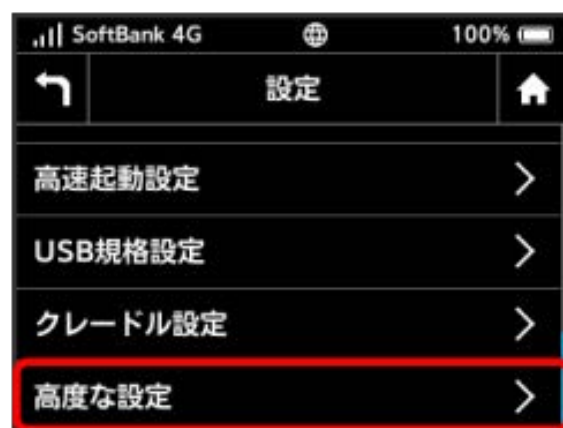 SoftBank 4G 100%
設定
高速起動設定
USB規格設定
クレードル設定
高度な設定